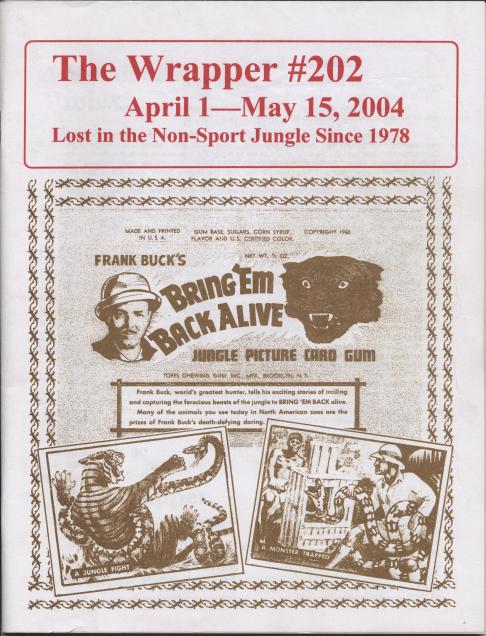 The Wrapper #202
April 1—May 15, 2004
Lost in the Non-Sport Jungle Since 1978
MADE AND PRINTED
IN U.S.A.
GUM BASE, SUGARS, CORN SYRUP,
FLAVOR AND U.S. CERTIFIED COLOR.
COPYRIGHT
NET WT. ½ OZ.
FRANK BUCK'S
BRING 'EM
BACK ALIVE
JUNGLE PICTURE CARD GUM
TOPPS CHEWING GUM, INC., MFR., BROOKLYN, N.Y.
Frank Buck, world's greatest hunter, tells his exciting stories of trailing
and capturing the ferocious beasts of the jungle to BRING 'EM BACK alive.
Many of the animals you see today in North American zoos are the
prizes of Frank Buck's death-defying daring.
A JUNGLE FIGHT
A MONSTER TRAPPED